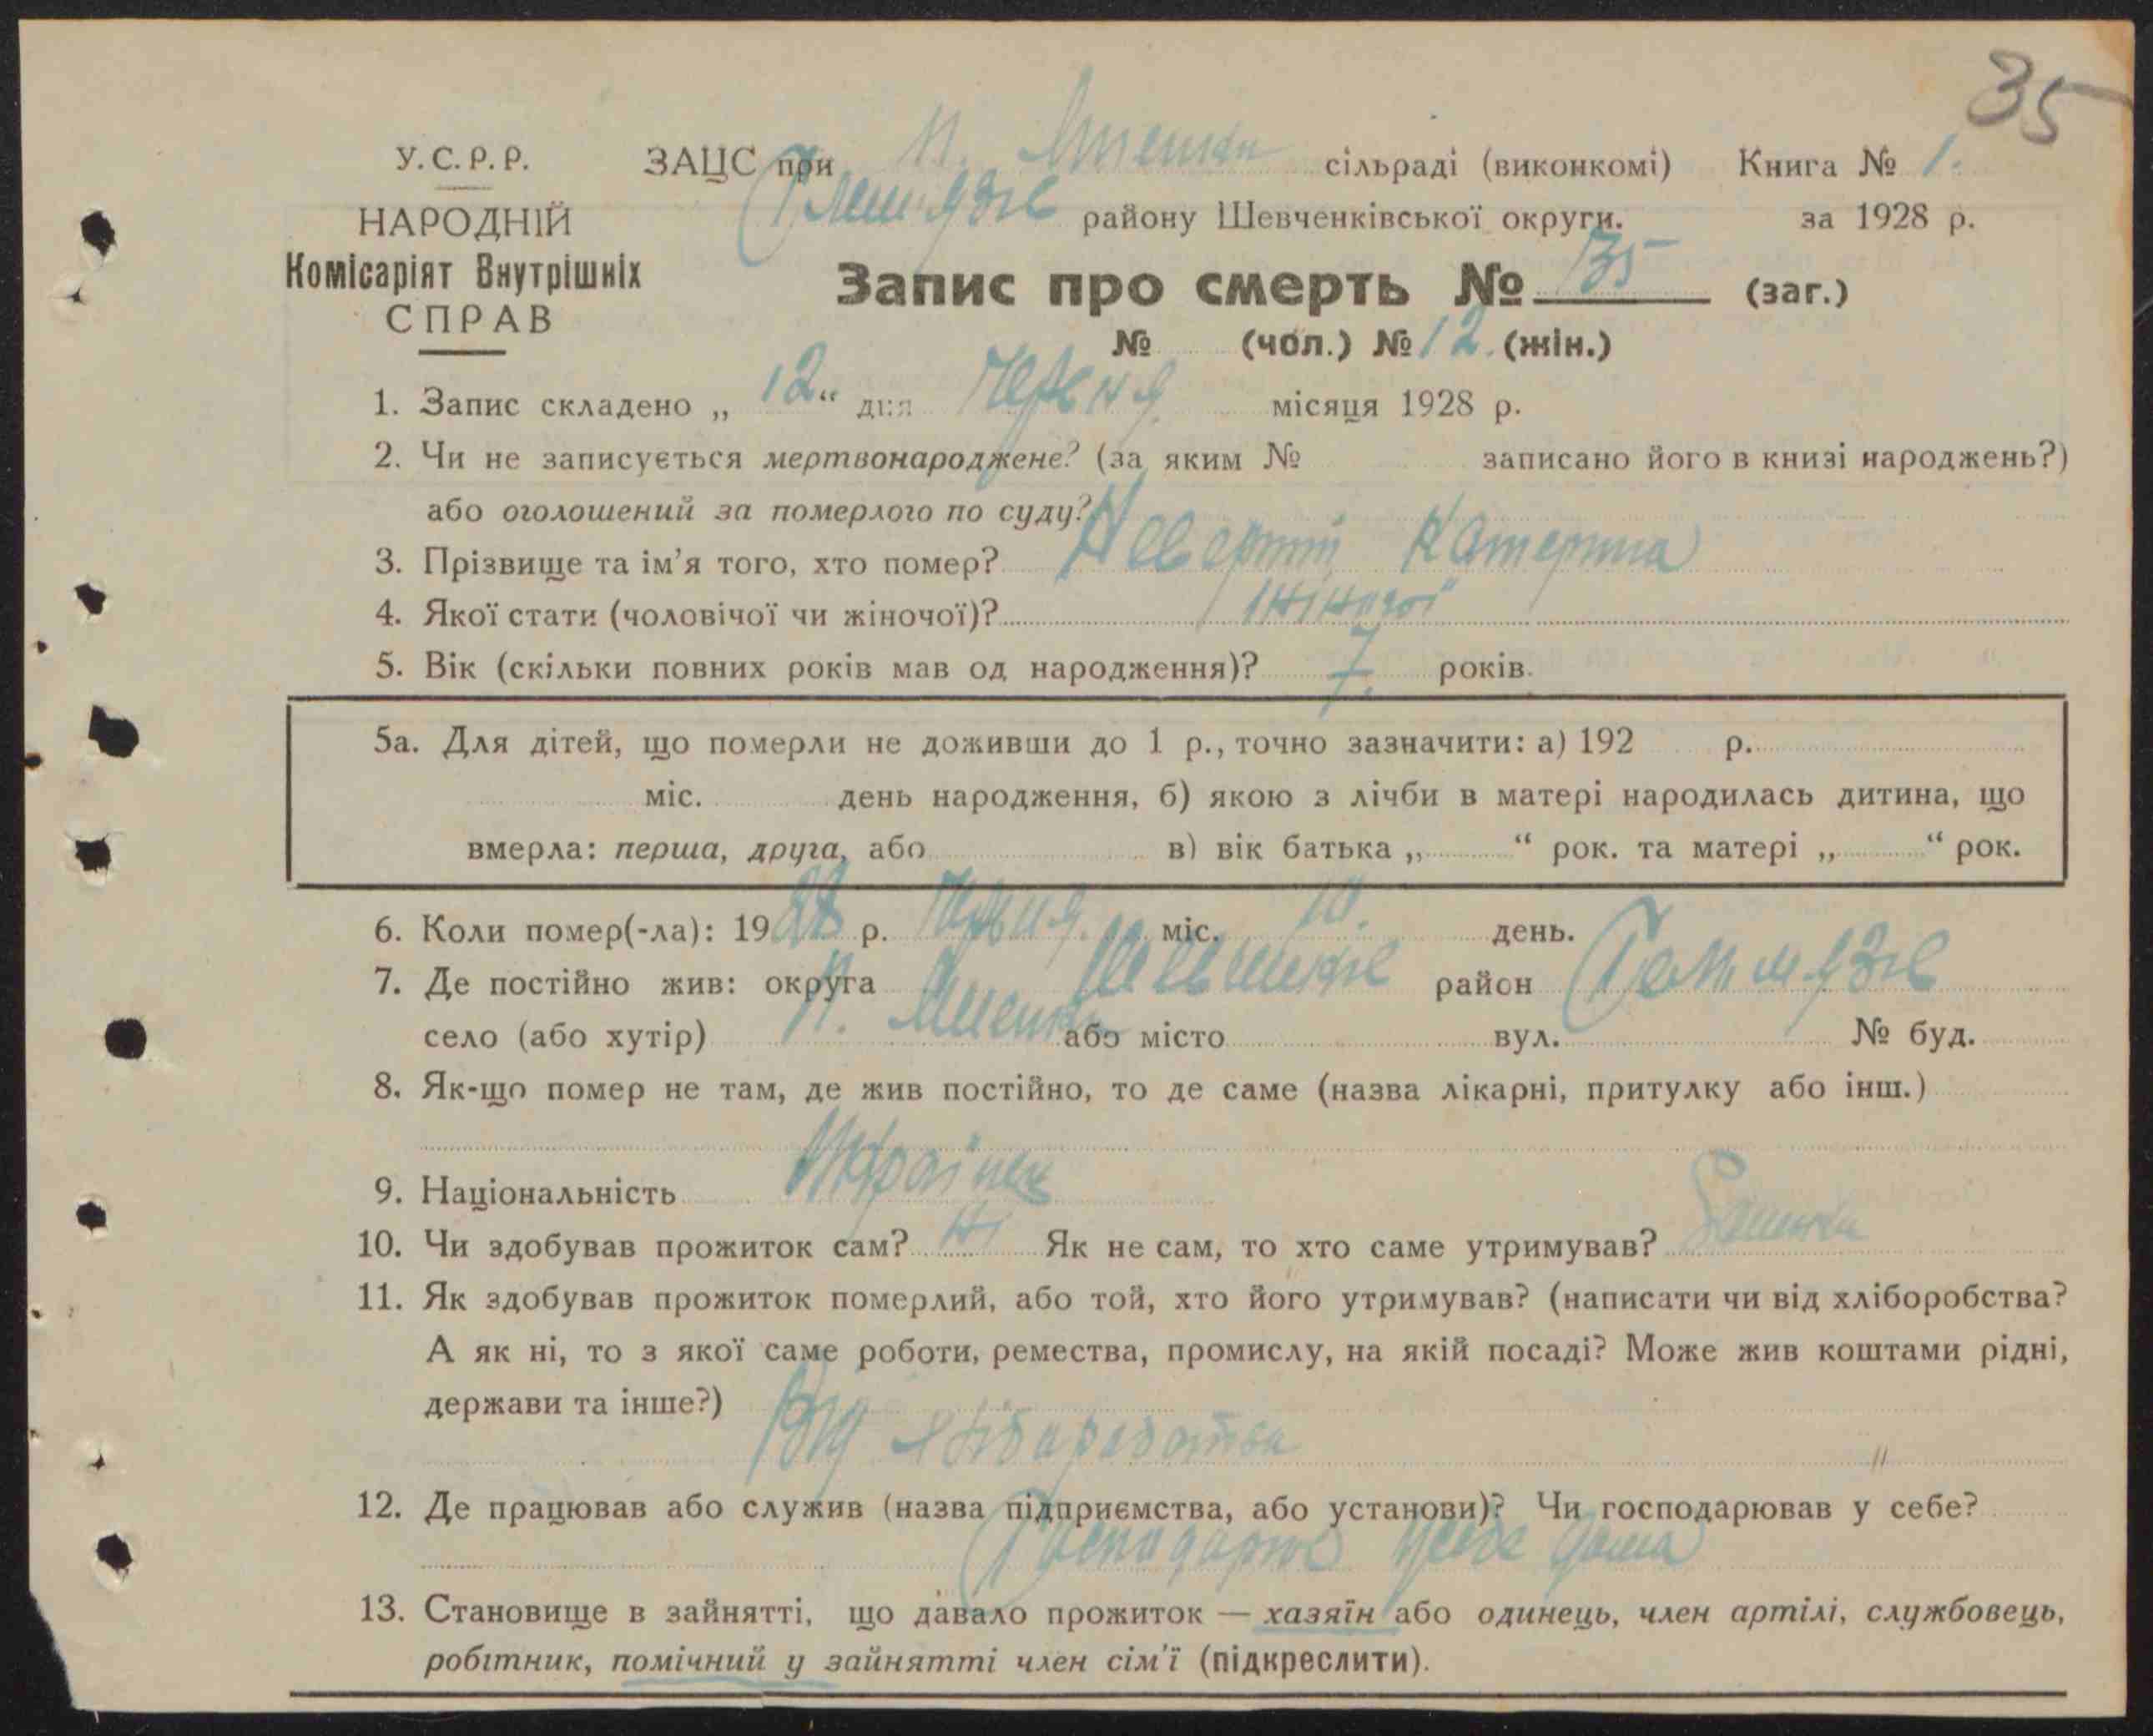 35
У.С.Р.Р. ЗАЦС при сільраді (виконкомі) Книга № 1.
НАРОДНІЙ району Шевченківської округи. за 1928 р.
Комісаріят Внутрішніх
СПРАВ
Запис про смерть № 35 (заг.)
№ (чол.) № 12. (жін.)
1. Запис складено „ 12 “ дня Черня місяця 1928 р.
2. Чи не записується мертвонароджене? (за яким № записано його в книзі народжень?)
або оголошений за померлого по суду?
3. Прізвище та ім’я того, хто помер? Катерина
4. Якої стати (чоловічої чи жіночої)? жіночої
5. Вік (скільки повних років мав од народження)? 7. років.
5а. Для дітей, що померли не доживши до 1 р., точно зазначити: а) 192 р.
міс. день народження, б) якою з лічби в матері народилась дитина, що
вмерла: перша, друга, або в) вік батька „ “ рок. та матері „ “ рок.
6. Коли помер(-ла): 1928 р. Черня. міс. 10. день.
7. Де постійно жив: округа район
село (або хутір) або місто вул. № буд.
8. Як-що помер не там, де жив постійно, то де саме (назва лікарні, притулку або інш.)
9. Національність Українец
10. Чи здобував прожиток сам? Ні Як не сам, то хто саме утримував? Батька
11. Як здобував прожиток померлий, або той, хто його утримував? (написати чи від хліборобства?
А як ні, то з якої саме роботи, ремества, промислу, на якій посаді? Може жив коштами рідні,
держави та інше?)
Від хліборобства
12. Де працював або служив (назва підприємства, або установи)? Чи господарював у себе?
дома
13. Становище в зайнятті, що давало прожиток — хазяїн або одинець, член артілі, службовець,
робітник, помічний у зайнятті член сім’ї (підкреслити).